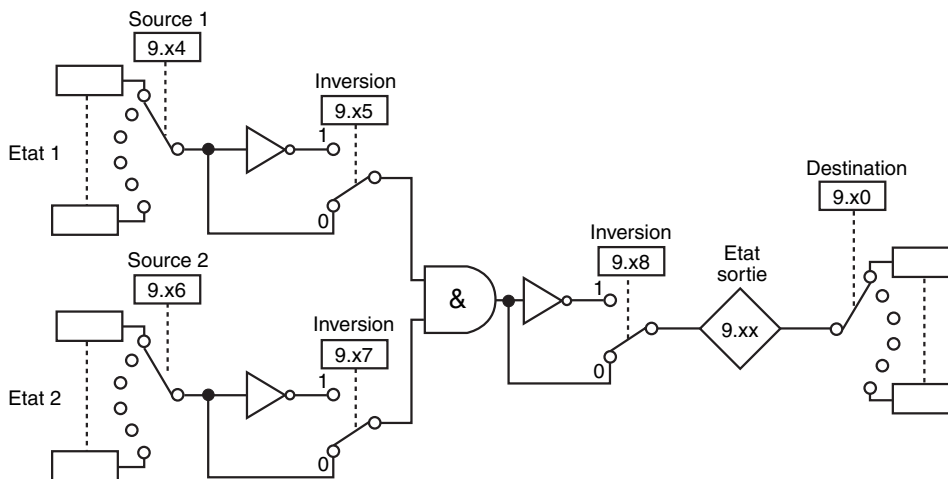 Source 1
9.x4
Inversion
9.x5
1
Etat 1
0
Destination
9.x0
Source 2
9.x6
Inversion
9.x7
1
Etat 2
0
&
Inversion
9.x8
1
0
Etat
sortie
9.xx